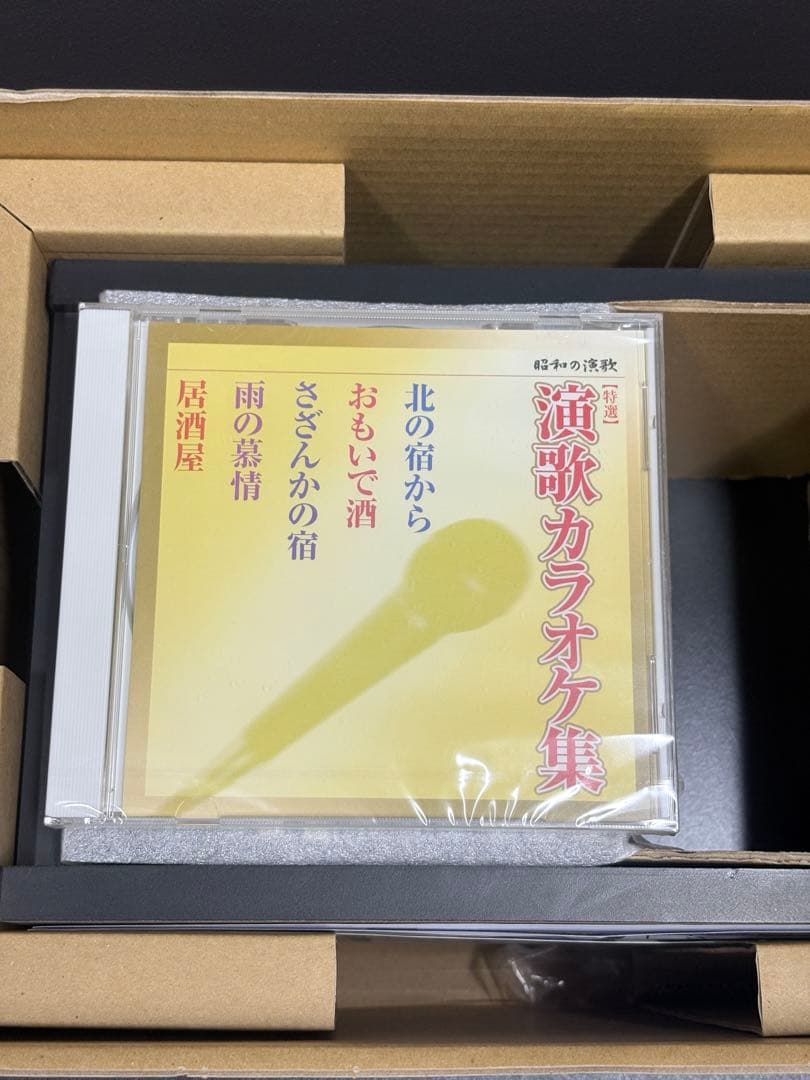 昭和の演歌
【特選】
演歌カラオケ集
北の宿から
おもいで酒
さざんかの宿
雨の慕情
居酒屋